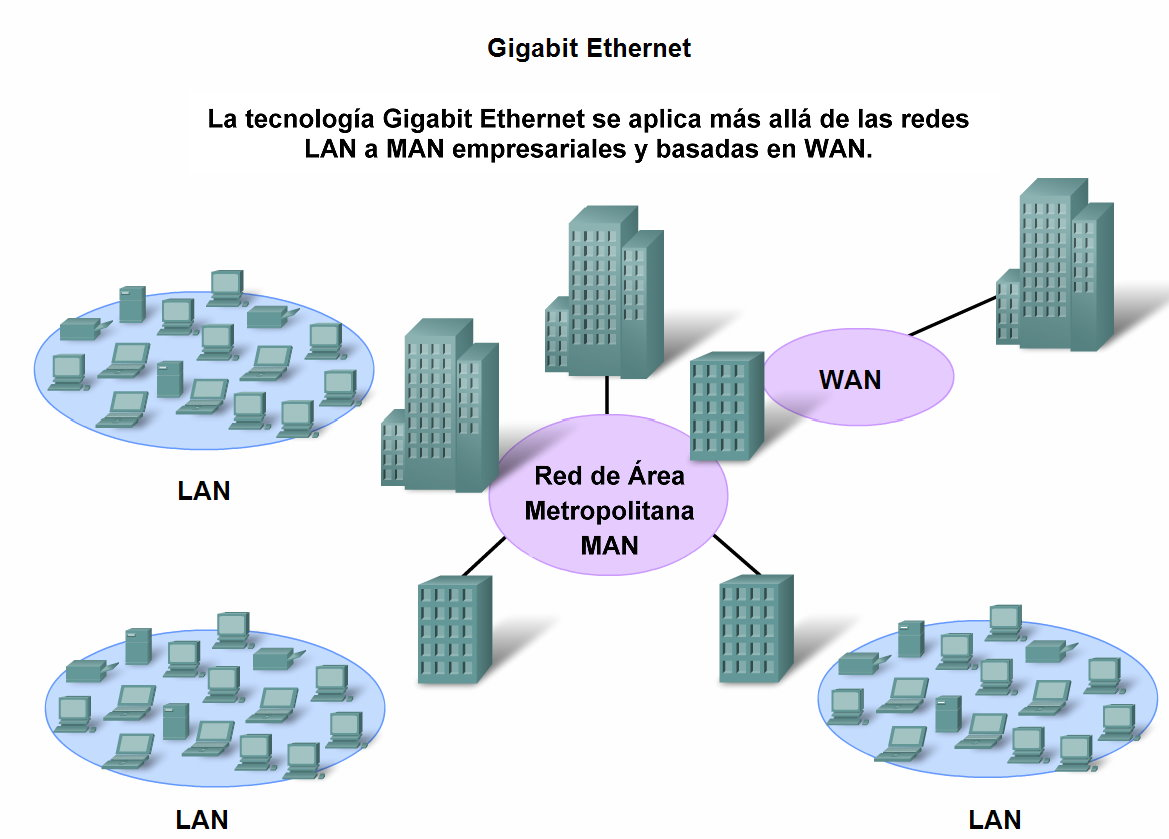 Gigabit Ethernet
La tecnología Gigabit Ethernet se aplica más allá de las redes
LAN a MAN empresariales y basadas en WAN.
WAN
LAN
Red de Área
Metropolitana
MAN
LAN
LAN